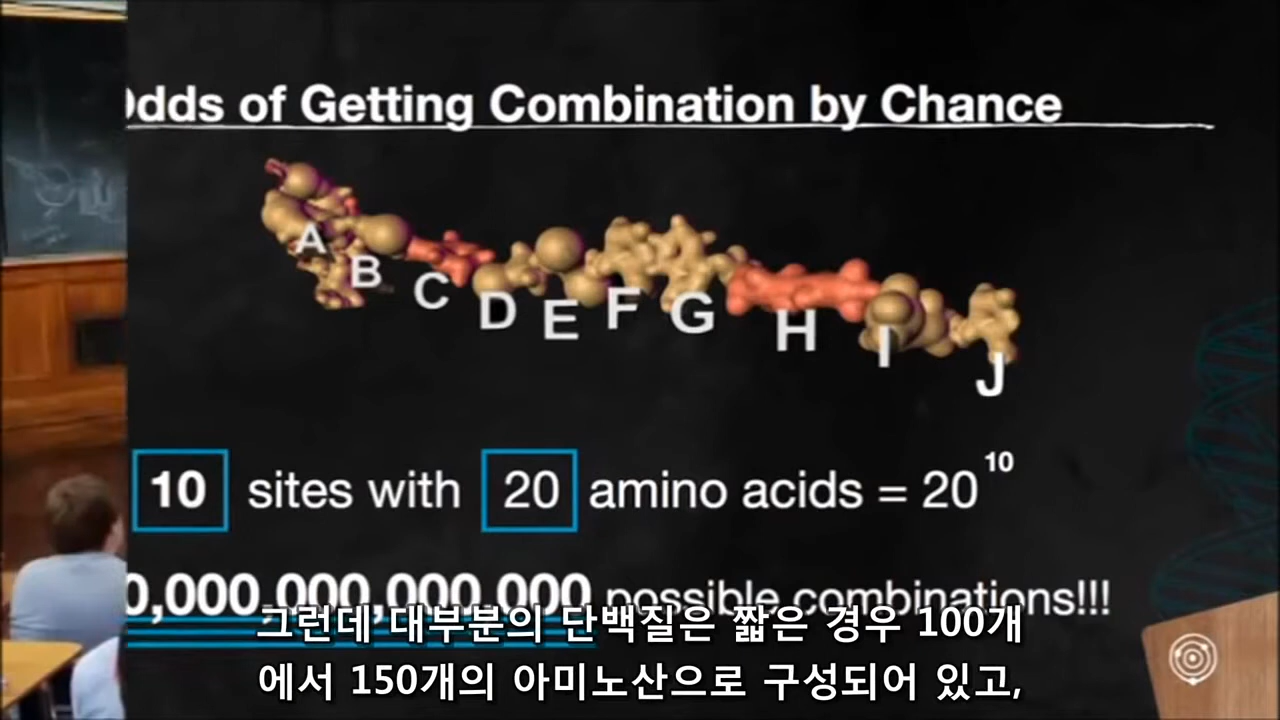 Odds of Getting Combination by Chance
A
B
C
D
E
F
G
H
I
J
10 sites with 20 amino acids = 20^10
0,000,000,000,000 possible combinations!!!
그런데 대부분의 단백질은 짧은 경우 100개
에서 150개의 아미노산으로 구성되어 있고,